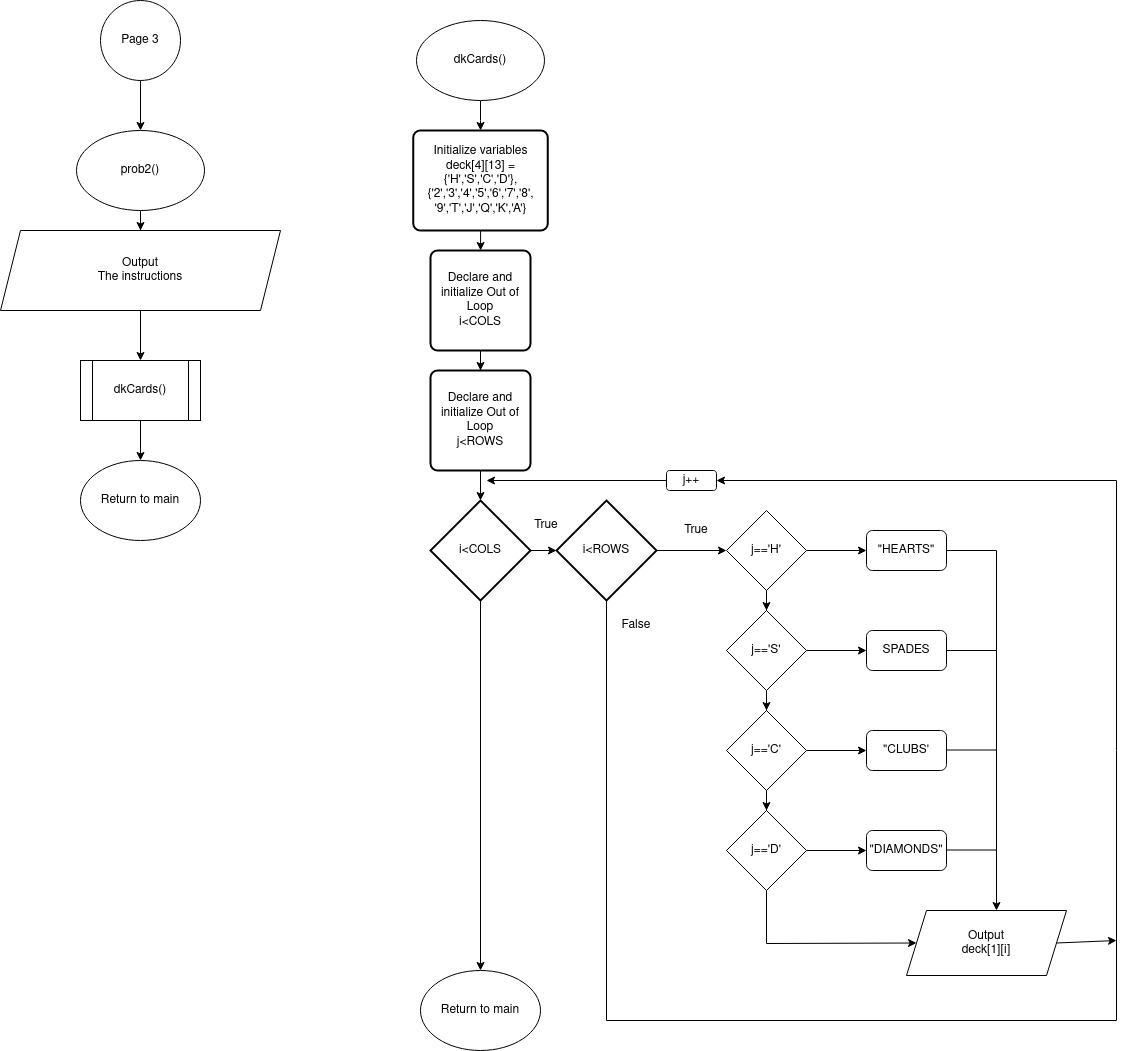 Page 3
prob2()
Output
The instructions
dkCards()
Return to main
dkCards()
Initialize variables
deck[4][13] =
{'H','S','C','D'},
{'2','3','4','5','6','7','8',
'9','T','J','Q','K','A'}
Declare and
initialize Out of
Loop
i<COLS
Declare and
initialize Out of
Loop
j<ROWS
j++
i<COLS
True
i<ROWS
True
False
j=='H'
"HEARTS"
j=='S'
SPADES
j=='C'
"CLUBS'
j=='D'
"DIAMONDS"
Output
deck[1][i]
Return to main